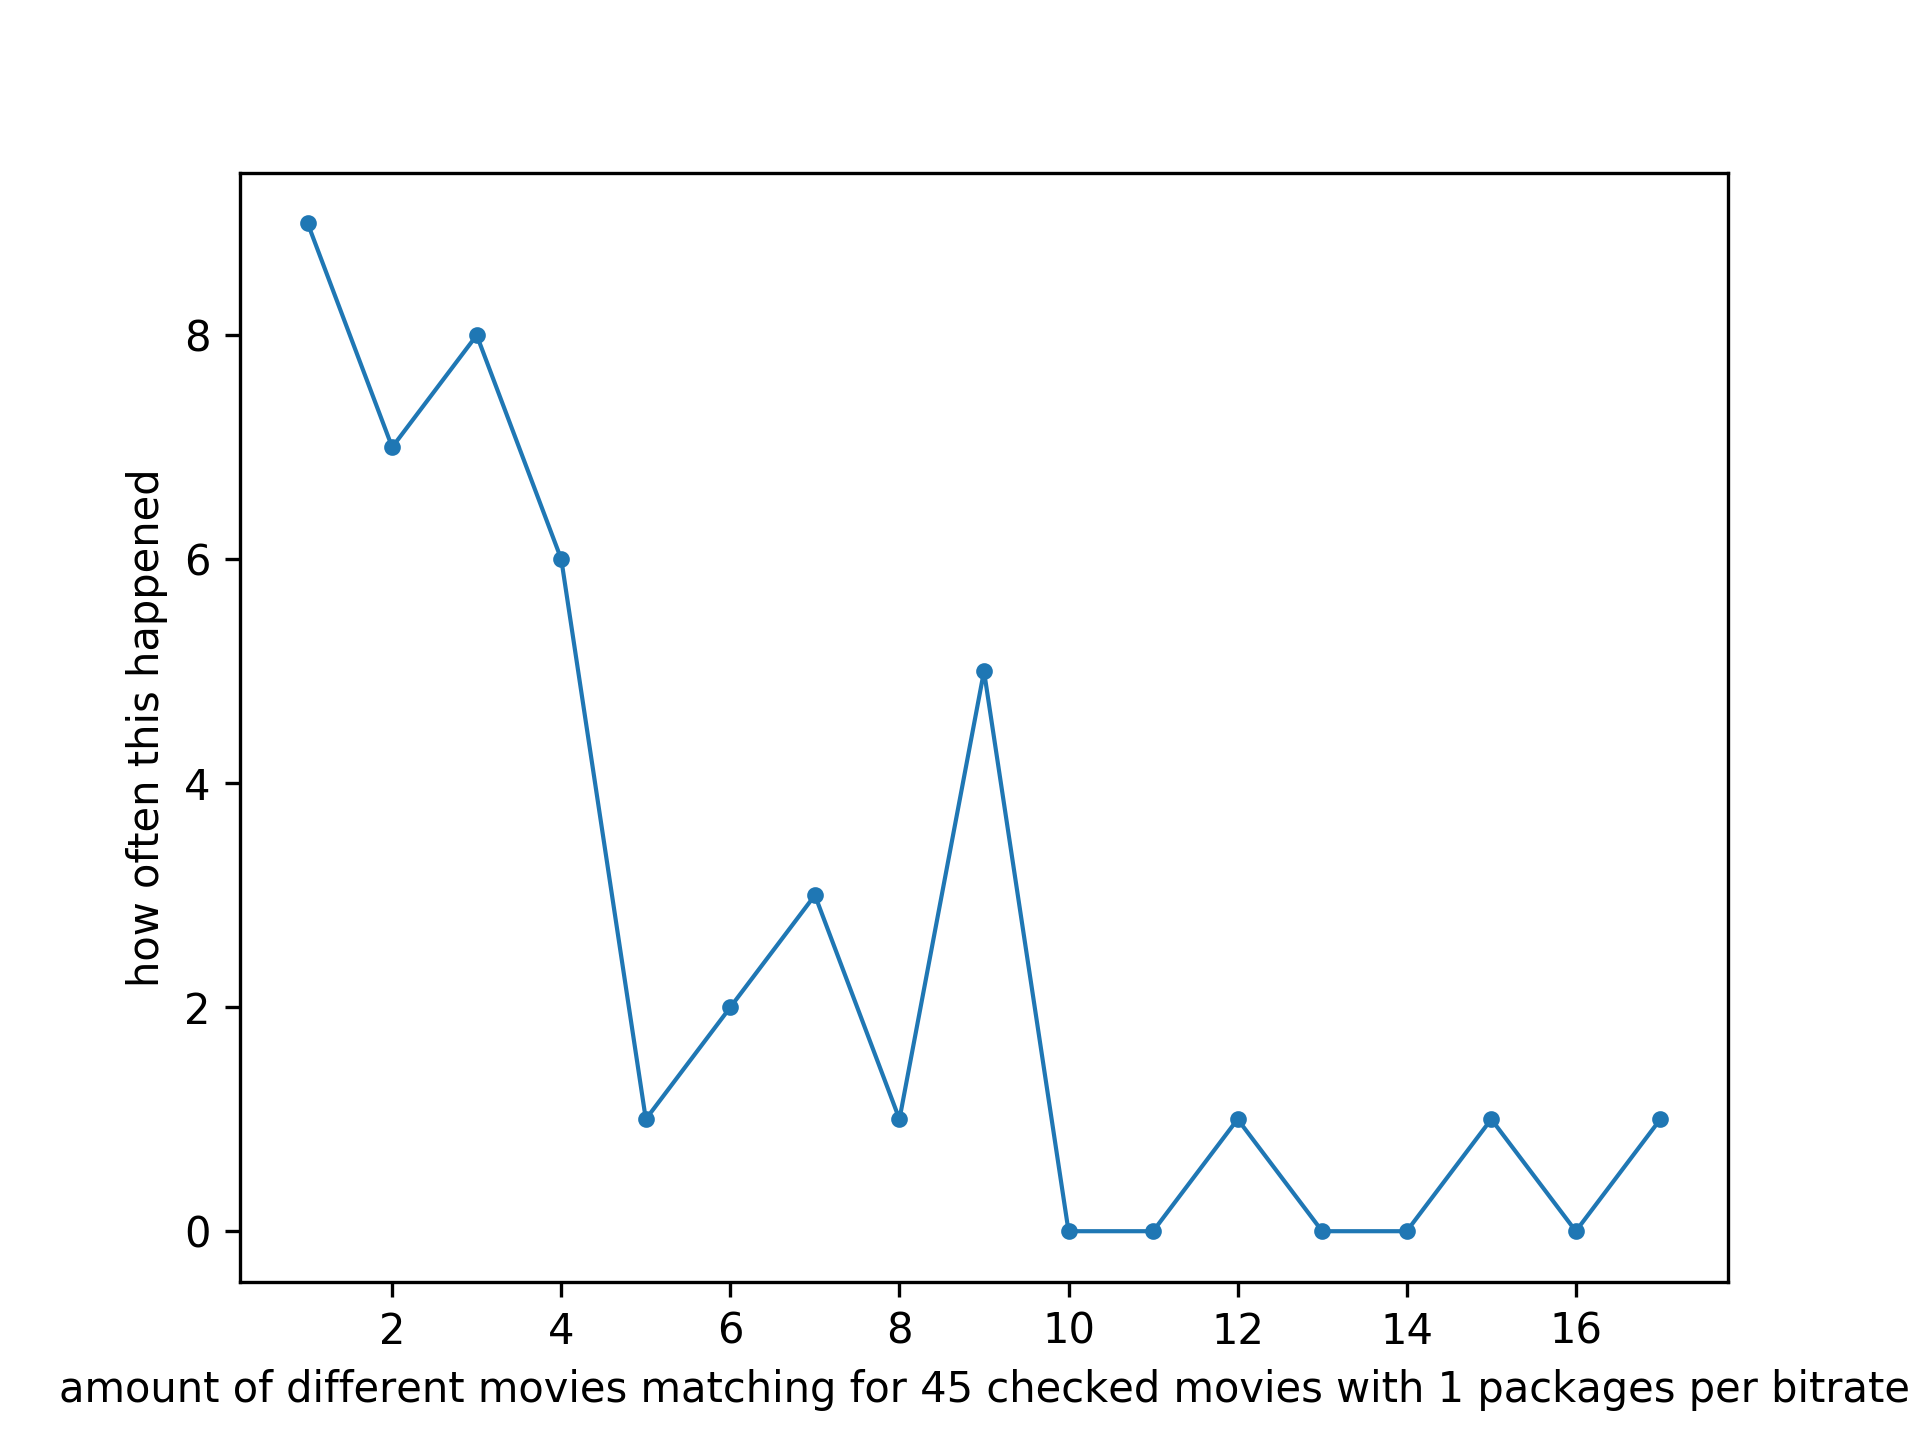 how often this happened
8
6
4
2
0
2 4 6 8 10 12 14 16
amount of different movies matching for 45 checked movies with 1 packages per bitrate